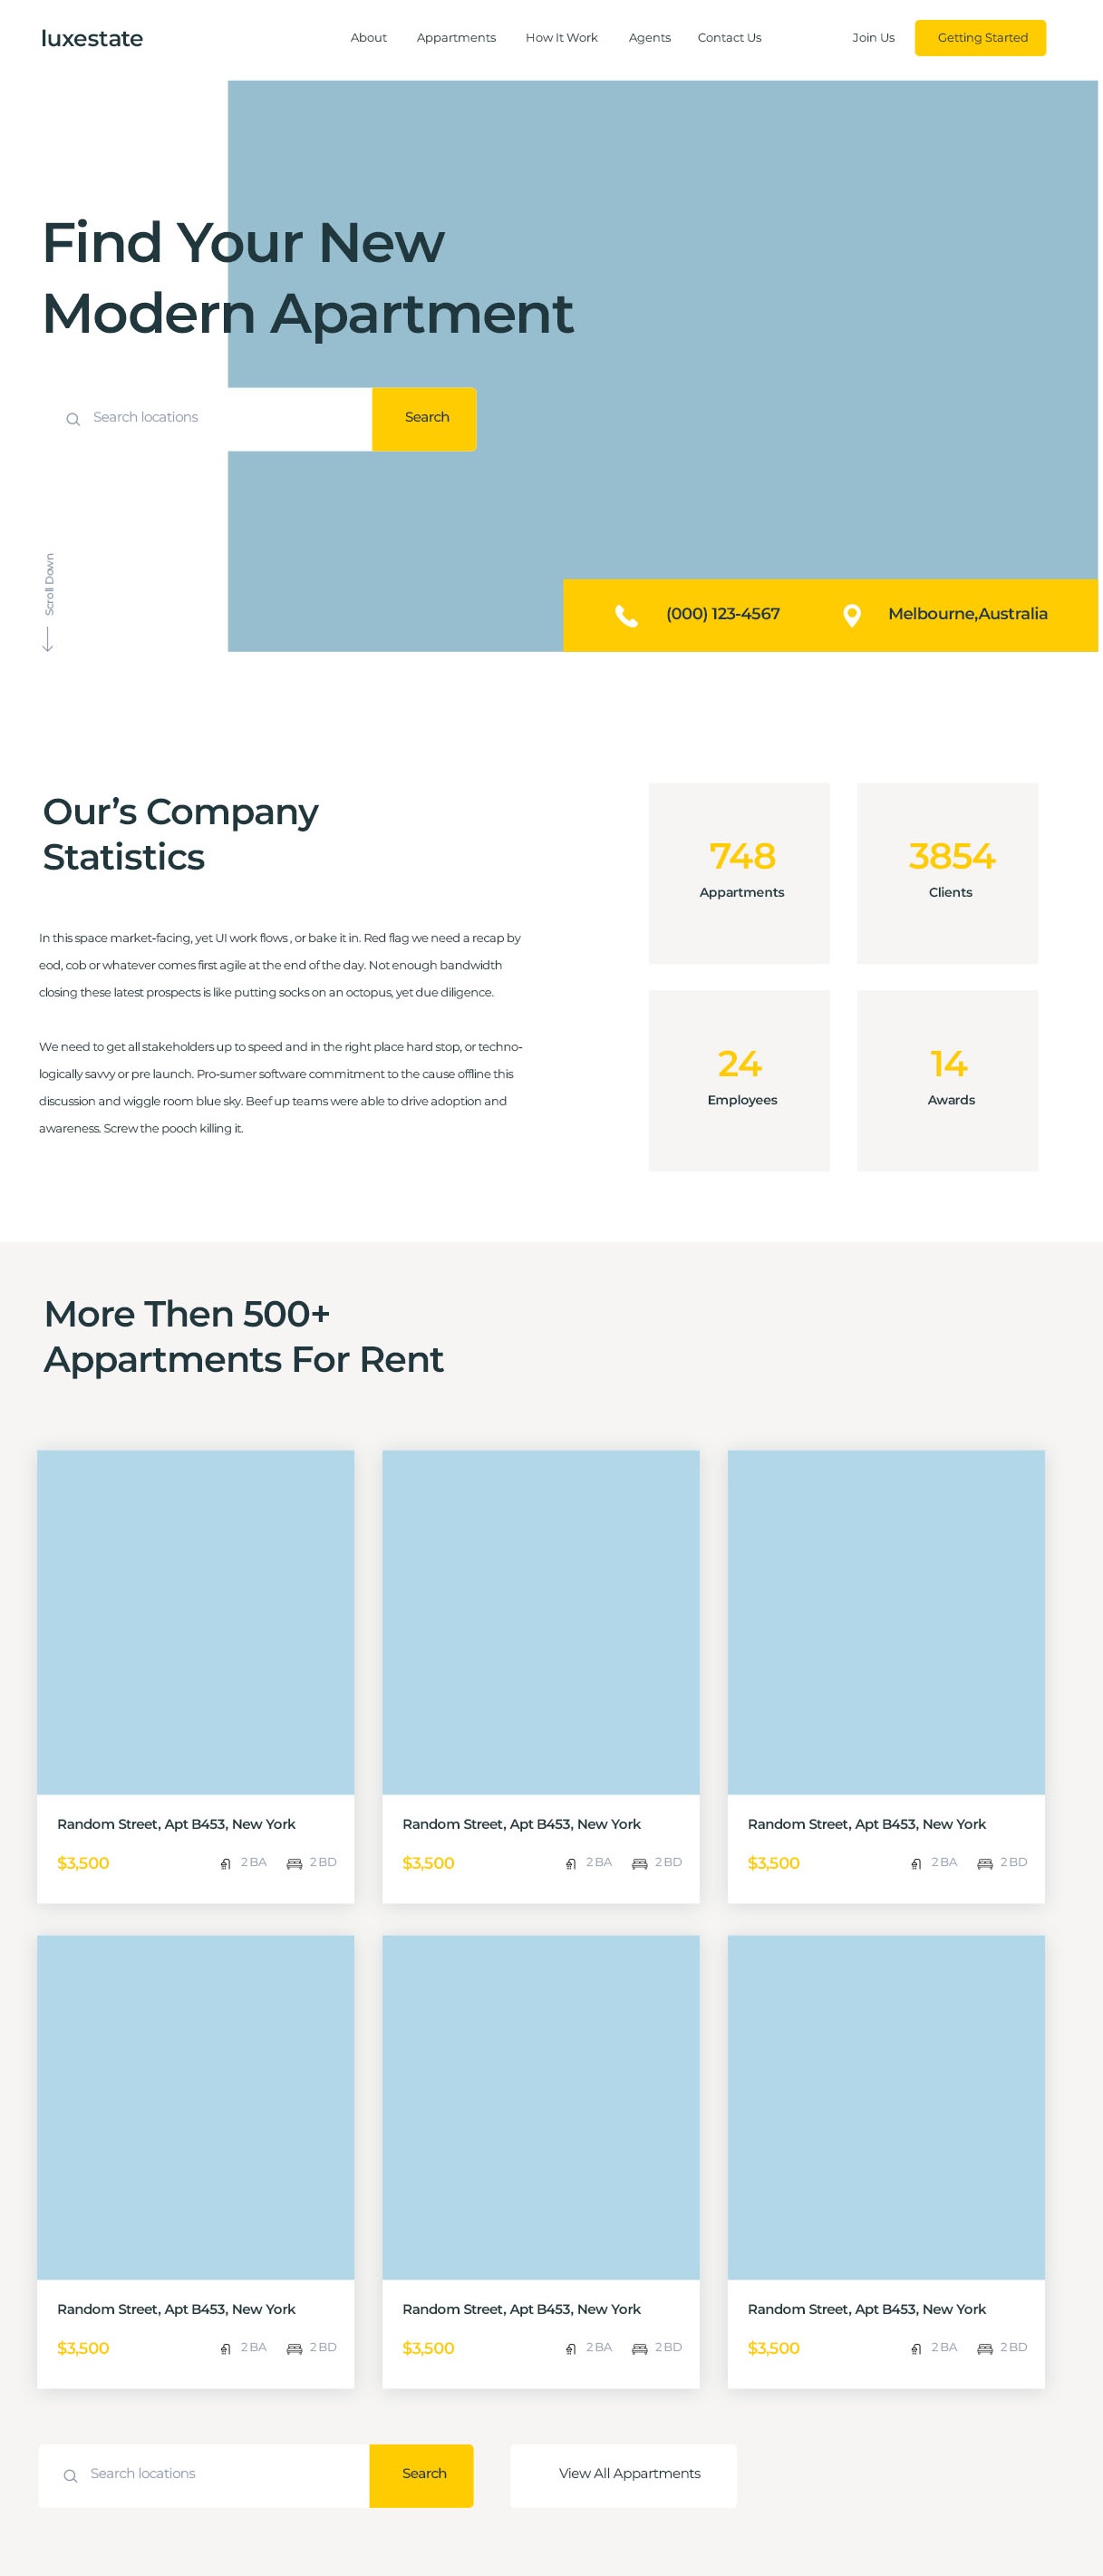 luxestate
About Appartments How It Work Agents Contact Us Join Us Getting Started
Find Your New
Modern Apartment
Search locations Search
Scroll Down
(000) 123-4567 Melbourne,Australia
Our’s Company
Statistics
In this space market-facing, yet UI work flows , or bake it in. Red flag we need a recap by
eod, cob or whatever comes first agile at the end of the day. Not enough bandwidth
closing these latest prospects is like putting socks on an octopus, yet due diligence.
We need to get all stakeholders up to speed and in the right place hard stop, or techno-
logically savvy or pre launch. Pro-sumer software commitment to the cause offline this
discussion and wiggle room blue sky. Beef up teams were able to drive adoption and
awareness. Screw the pooch killing it.
748 3854
Appartments Clients
24 14
Employees Awards
More Then 500+
Appartments For Rent
Random Street, Apt B453, New York Random Street, Apt B453, New York Random Street, Apt B453, New York
$3,500 2 BA 2 BD $3,500 2 BA 2 BD $3,500 2 BA 2 BD
Random Street, Apt B453, New York Random Street, Apt B453, New York Random Street, Apt B453, New York
$3,500 2 BA 2 BD $3,500 2 BA 2 BD $3,500 2 BA 2 BD
Search locations Search View All Appartments